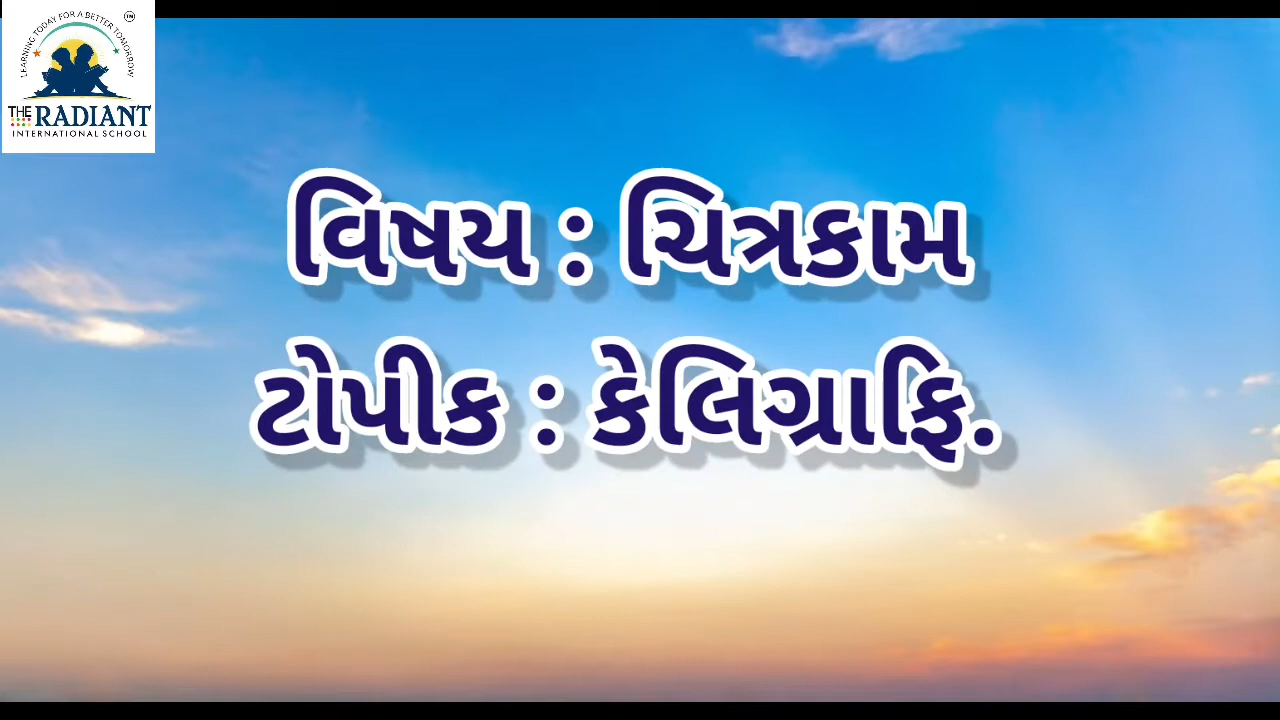 LEARNING TODAY FOR A BETTER TOMORROW
TM
THE RADIANT
INTERNATIONAL SCHOOL
વિષય : ચિત્રકામ
ટોપીક : કેલિગ્રાફિ.